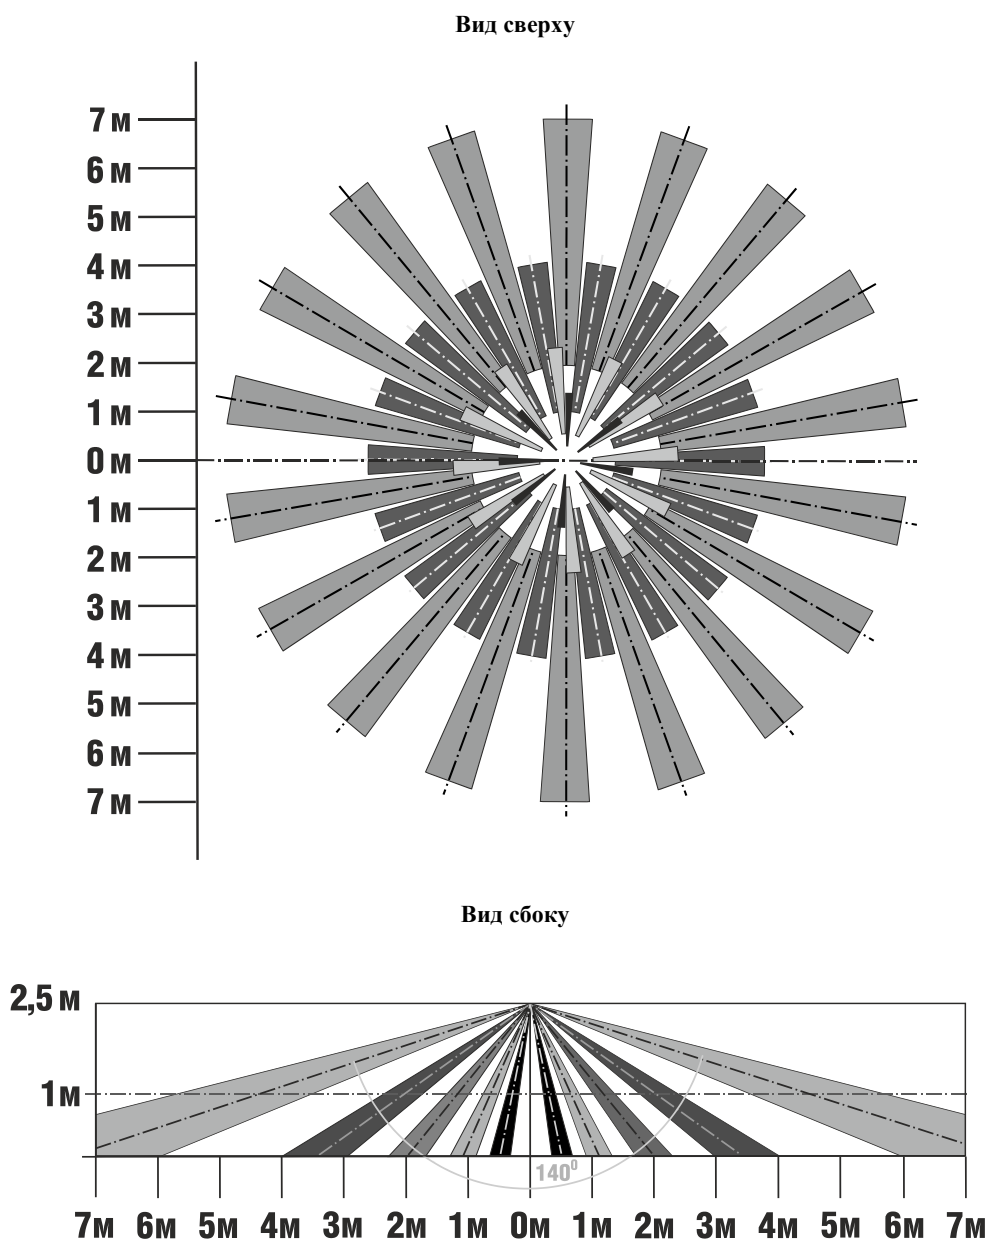 Вид сверху
7 м
6 м
5 м
4 м
3 м
2 м
1 м
0 м
1 м
2 м
3 м
4 м
5 м
6 м
7 м
Вид сбоку
2,5 м
1м
140⁰
7м 6м 5м 4м 3м 2м 1м 0м 1м 2м 3м 4м 5м 6м 7м